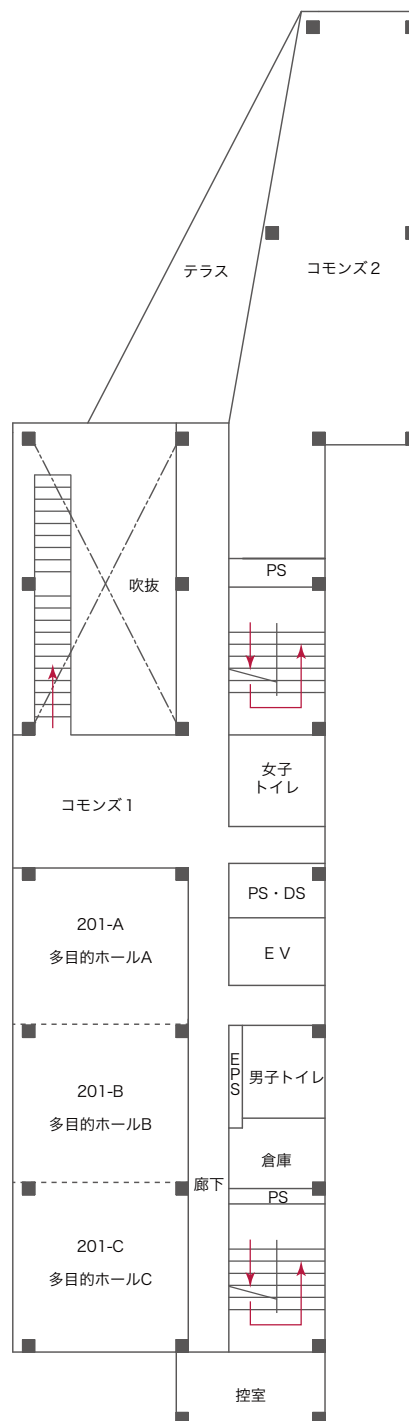 テラス
コモンズ2
PS
吹抜
女子
トイレ
コモンズ1
PS・DS
201-A
多目的ホールA
EV
EPS
男子トイレ
201-B
多目的ホールB
倉庫
廊下
PS
201-C
多目的ホールC
控室